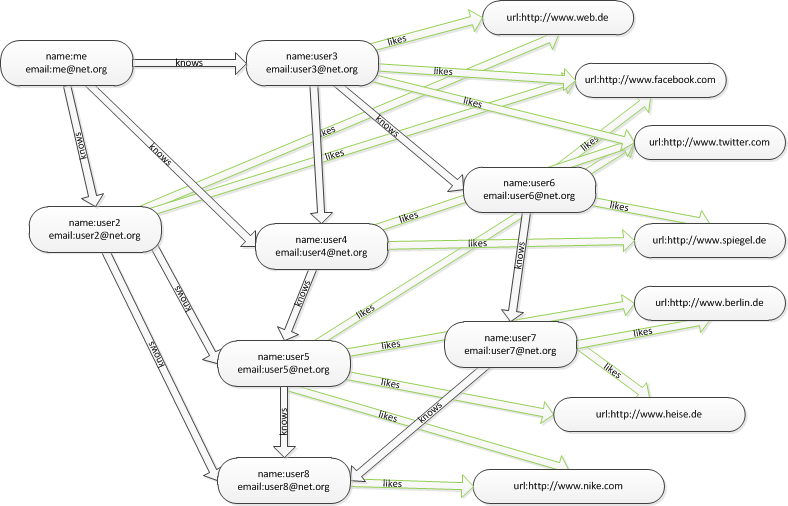 url:http://www.web.de
likes
name:me
email:me@net.org
knows
name:user3
email:user3@net.org
likes
url:http://www.facebook.com
likes
knows
likes
knows
knows
likes
url:http://www.twitter.com
likes
name:user6
email:user6@net.org
name:user2
email:user2@net.org
likes
likes
name:user4
email:user4@net.org
likes
url:http://www.spiegel.de
knows
knows
knows
url:http://www.berlin.de
likes
likes
name:user7
email:user7@net.org
likes
knows
name:user5
email:user5@net.org
likes
likes
knows
likes
knows
url:http://www.heise.de
name:user8
email:user8@net.org
likes
url:http://www.nike.com